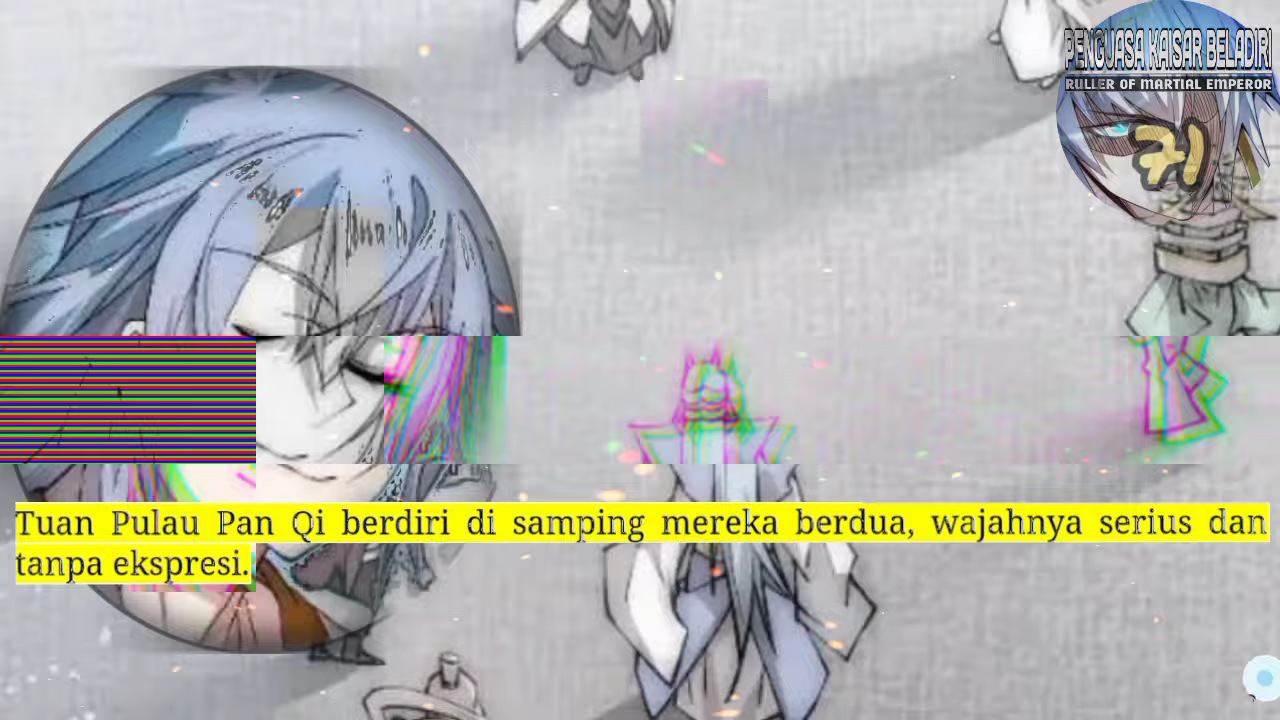 PENGUASA KAISAR BELADIRI
RULLER OF MARTIAL EMPEROR
71
Tuan Pulau Pan Qi berdiri di samping mereka berdua, wajahnya serius dan
tanpa ekspresi.